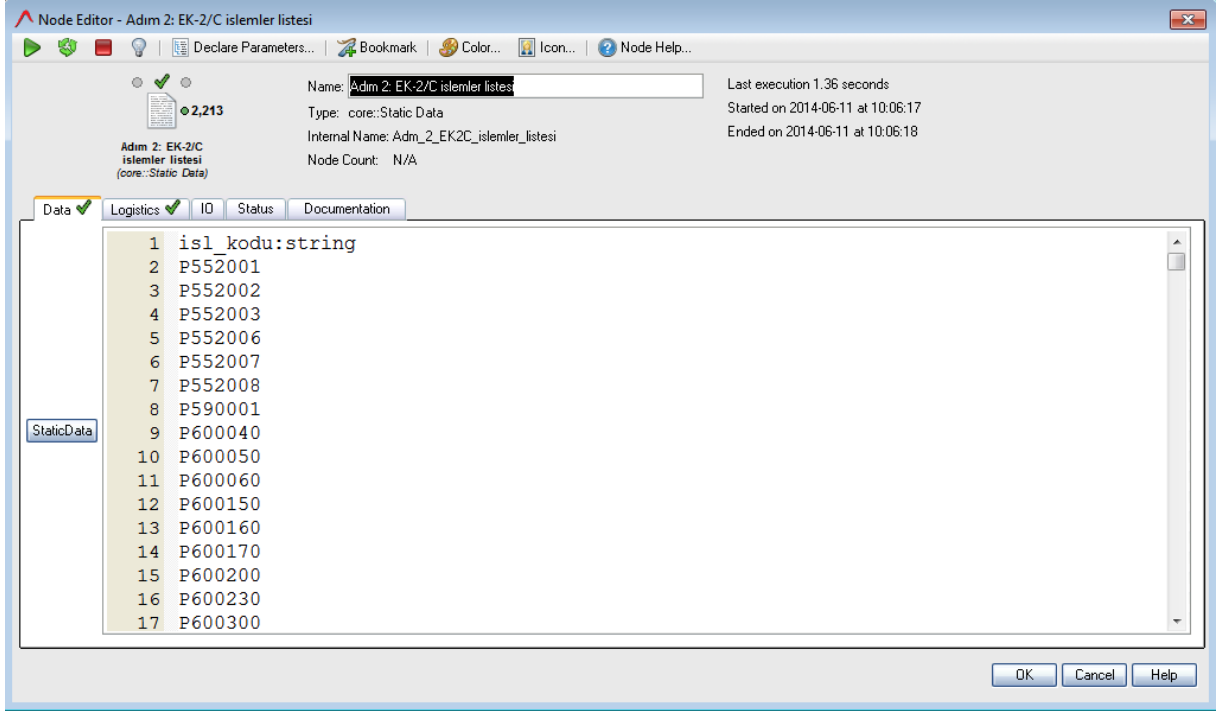 Node Editor - Adım 2: EK-2/C islemler listesi
Declare Parameters... Bookmark Color... Icon... Node Help...
2,213
Adım 2: EK-2/C
islemler listesi
(core::Static Data)
Name: Adım 2: EK-2/C islemler listesi
Type: core::Static Data
Internal Name: Adm_2_EK2C_islemler_listesi
Node Count: N/A
Last execution 1.36 seconds
Started on 2014-06-11 at 10:06:17
Ended on 2014-06-11 at 10:06:18
Data Logistics IO Status Documentation
StaticData
1 isl_kodu:string
2 P552001
3 P552002
4 P552003
5 P552006
6 P552007
7 P552008
8 P590001
9 P600040
10 P600050
11 P600060
12 P600150
13 P600160
14 P600170
15 P600200
16 P600230
17 P600300
OK Cancel Help